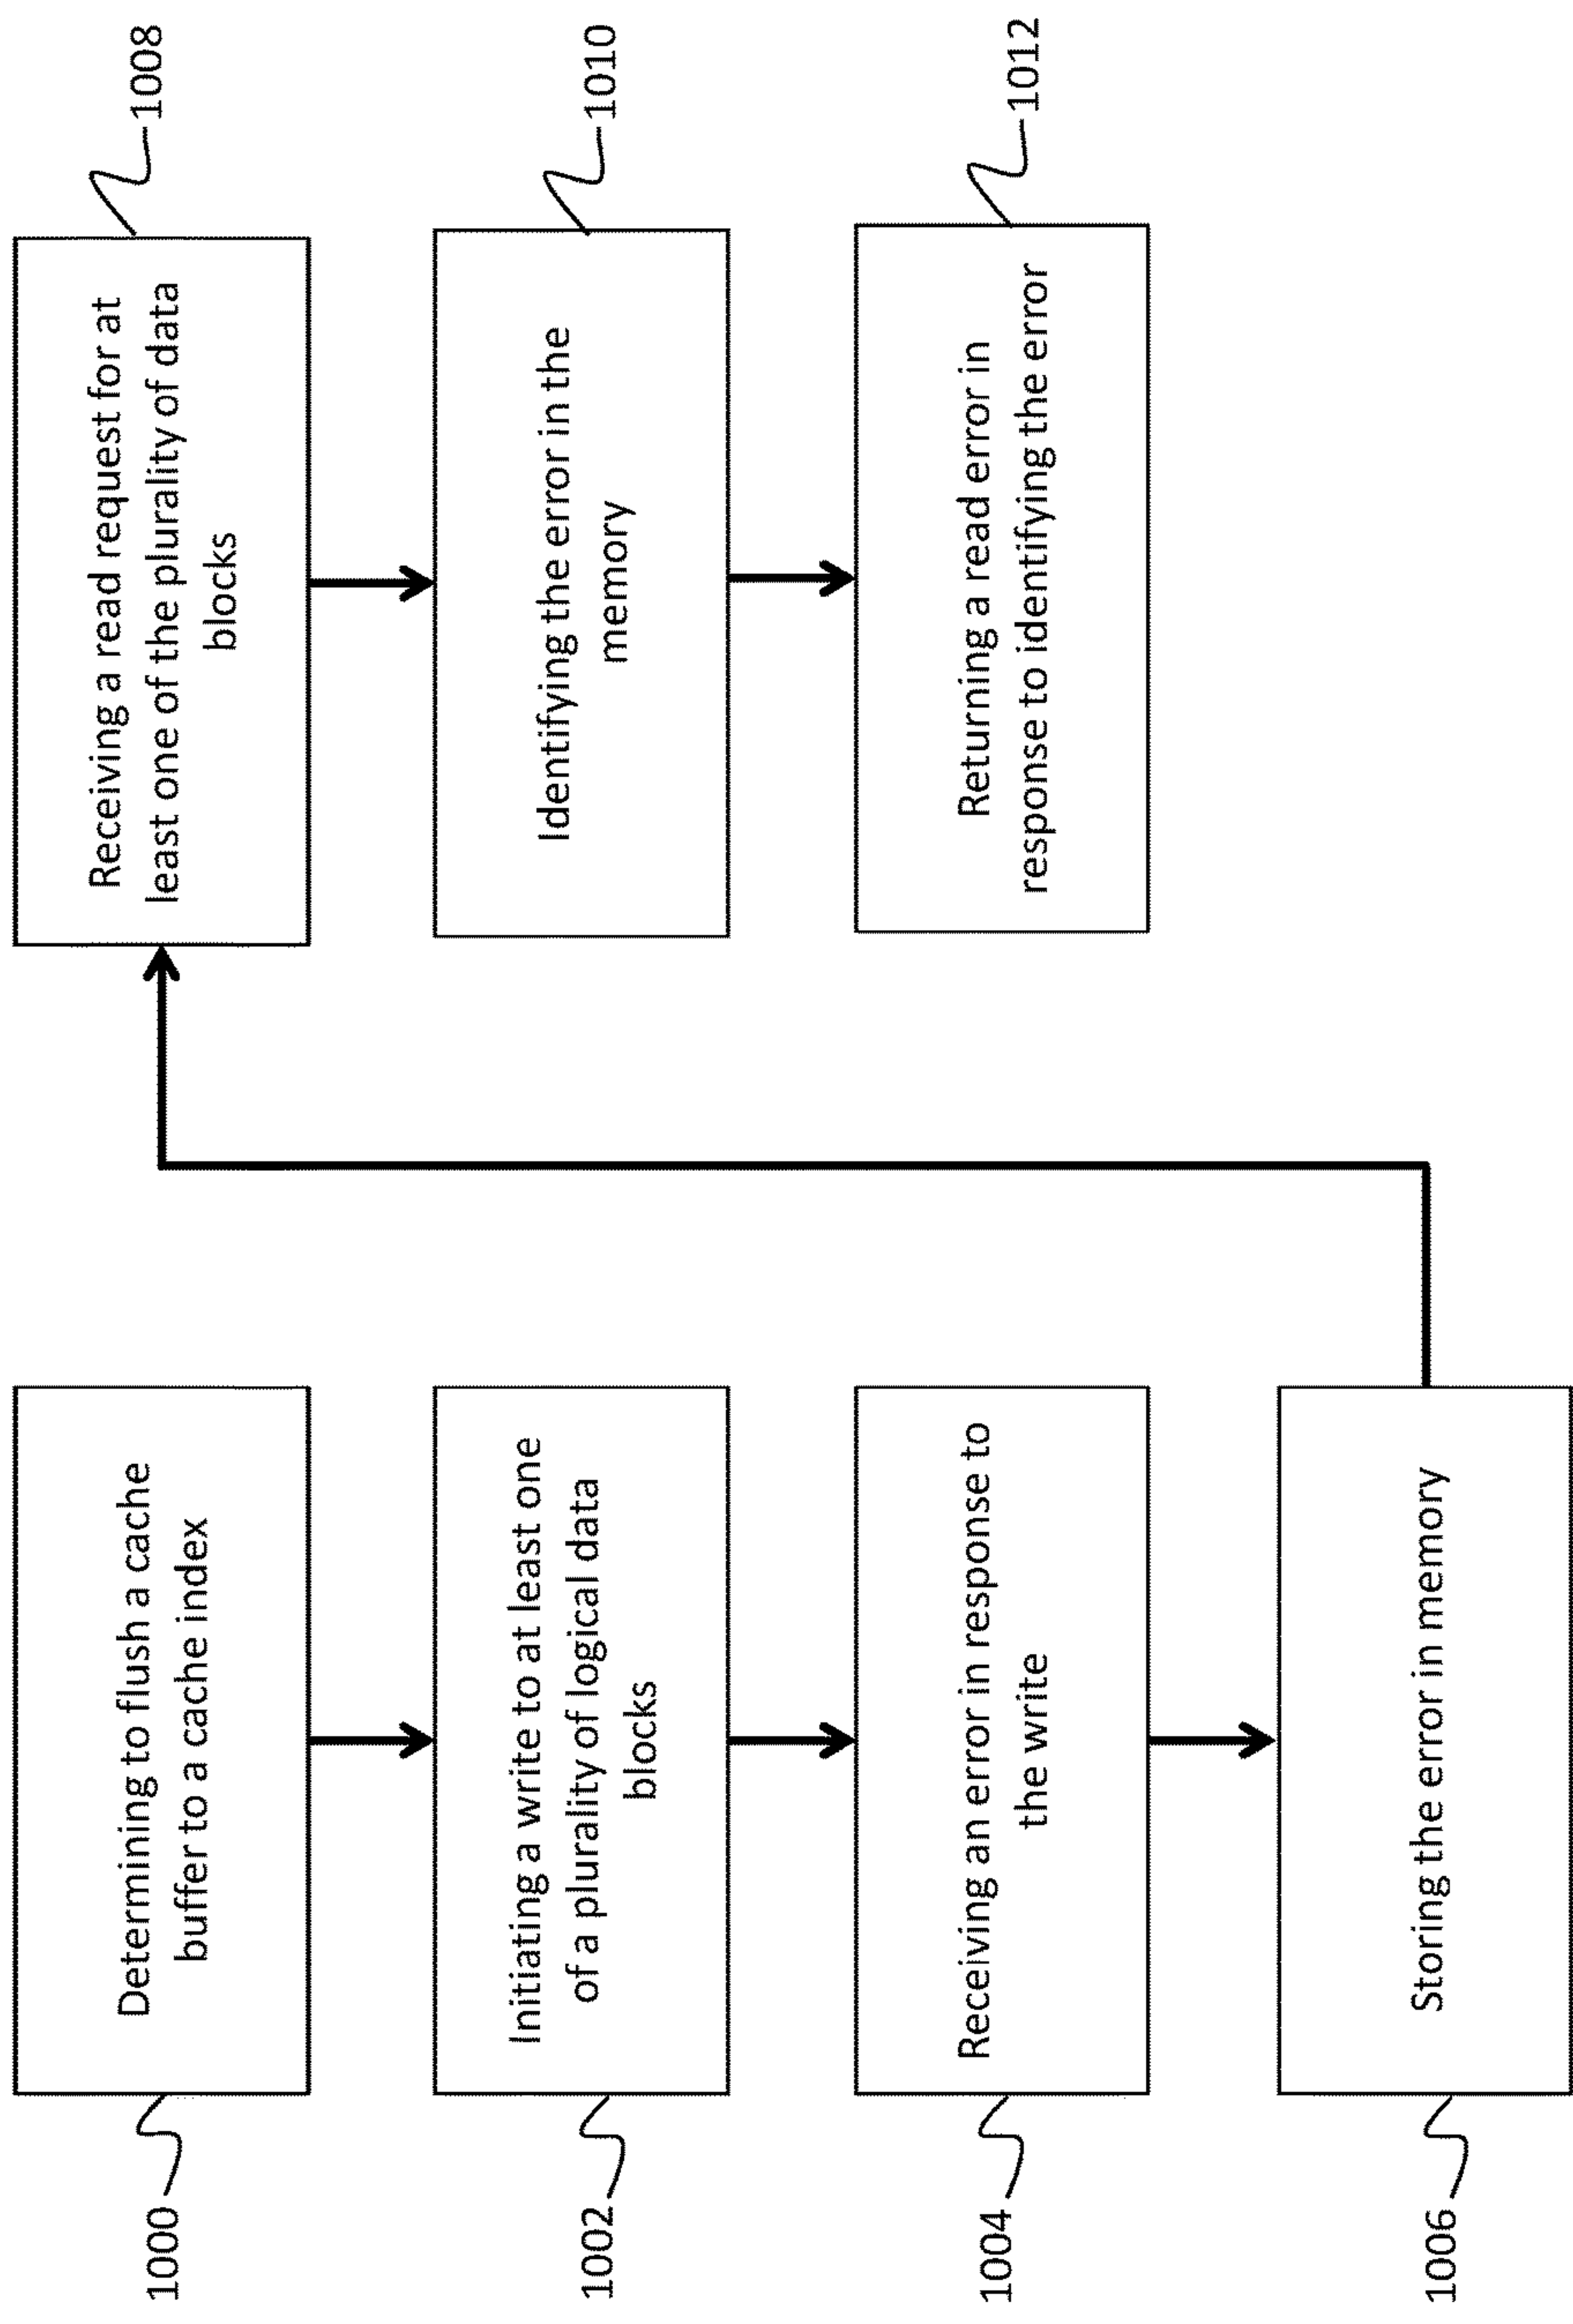 1000
Determining to flush a cache
buffer to a cache index
1002
Initiating a write to at least one
of a plurality of logical data
blocks
1004
Receiving an error in response to
the write
1006
Storing the error in memory
1008
Receiving a read request for at
least one of the plurality of data
blocks
1010
Identifying the error in the
memory
1012
Returning a read error in
response to identifying the error